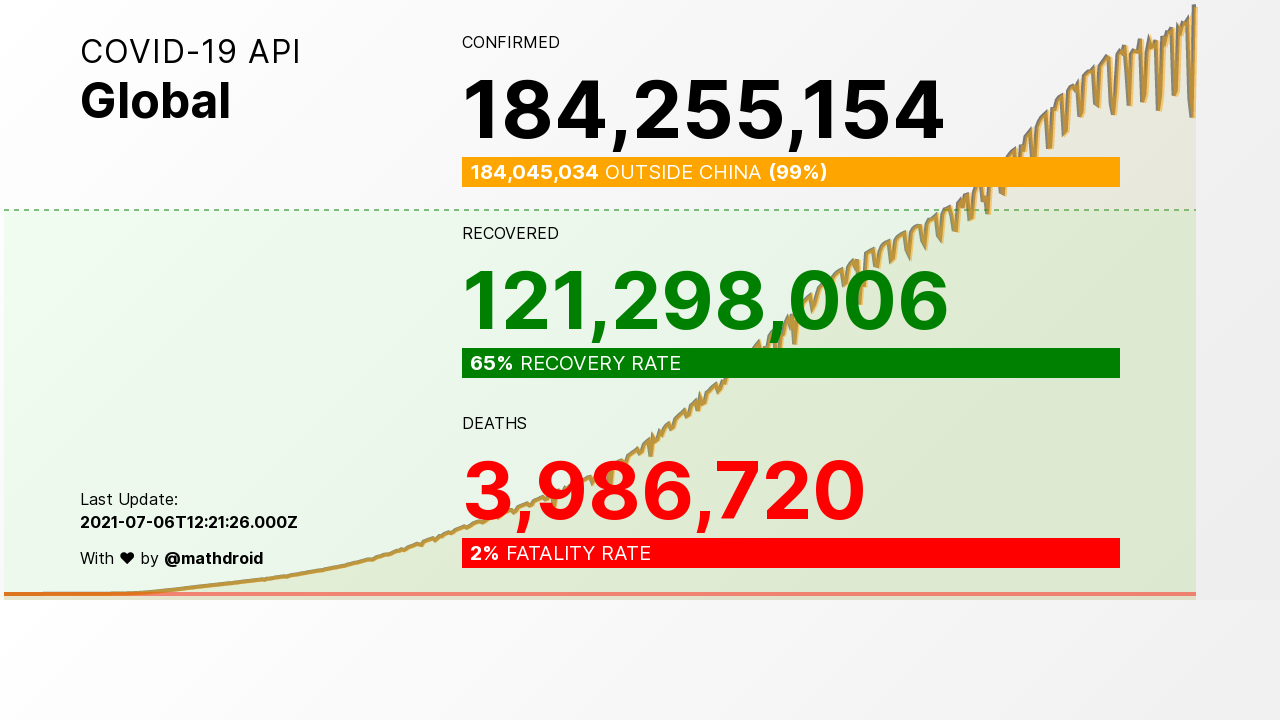 COVID-19 API
Global
CONFIRMED
184,255,154
184,045,034 OUTSIDE CHINA (99%)
RECOVERED
121,298,006
65% RECOVERY RATE
DEATHS
3,986,720
2% FATALITY RATE
Last Update:
2021-07-06T12:21:26.000Z
With ♥ by @mathdroid